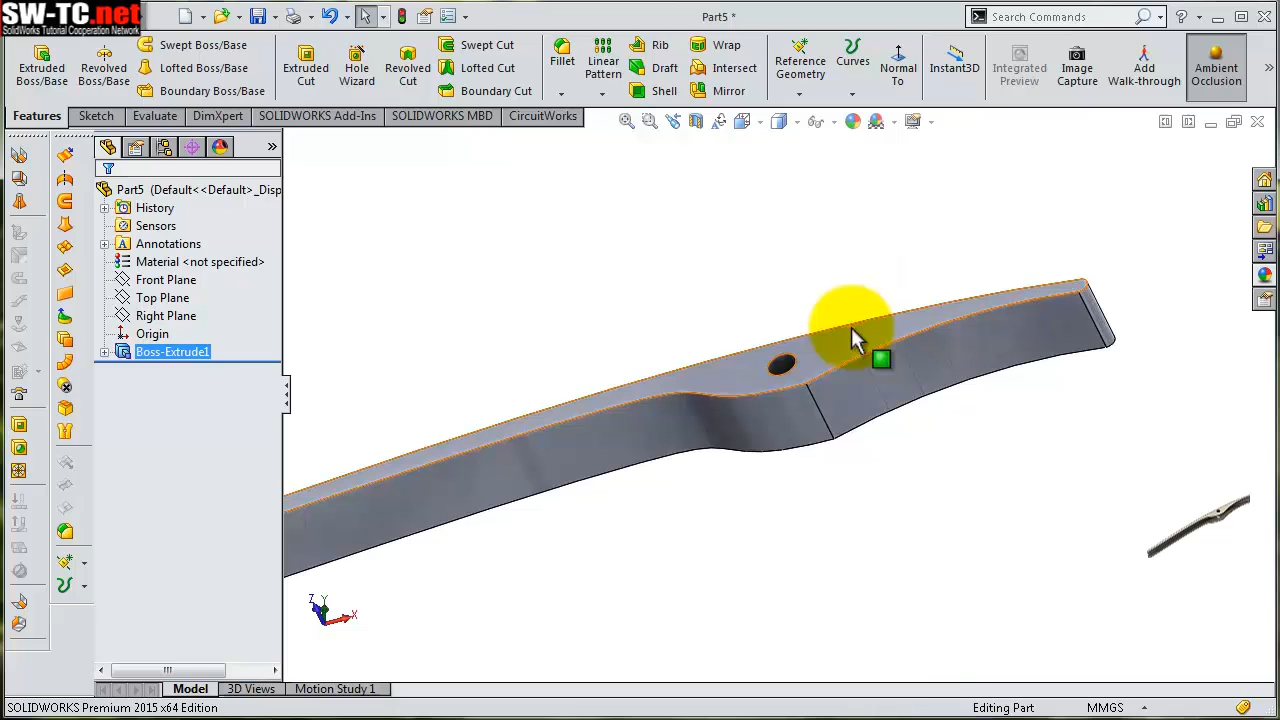 SW-TC.net
SolidWorks Tutorial Cooperation Network
Part5 *
Search Commands
Extruded Boss/Base
Revolved Boss/Base
Swept Boss/Base
Lofted Boss/Base
Boundary Boss/Base
Extruded Cut
Hole Wizard
Revolved Cut
Swept Cut
Lofted Cut
Boundary Cut
Fillet
Linear Pattern
Rib
Draft
Shell
Wrap
Intersect
Mirror
Reference Geometry
Curves
Normal To
Instant3D
Integrated Preview
Image Capture
Add Walk-through
Ambient Occlusion
Features
Sketch
Evaluate
DimXpert
SOLIDWORKS Add-Ins
SOLIDWORKS MBD
CircuitWorks
Part5 (Default<<Default>_Disp
History
Sensors
Annotations
Material <not specified>
Front Plane
Top Plane
Right Plane
Origin
Boss-Extrude1
Z
Y
X
Model
3D Views
Motion Study 1
SOLIDWORKS Premium 2015 x64 Edition
Editing Part
MMGS